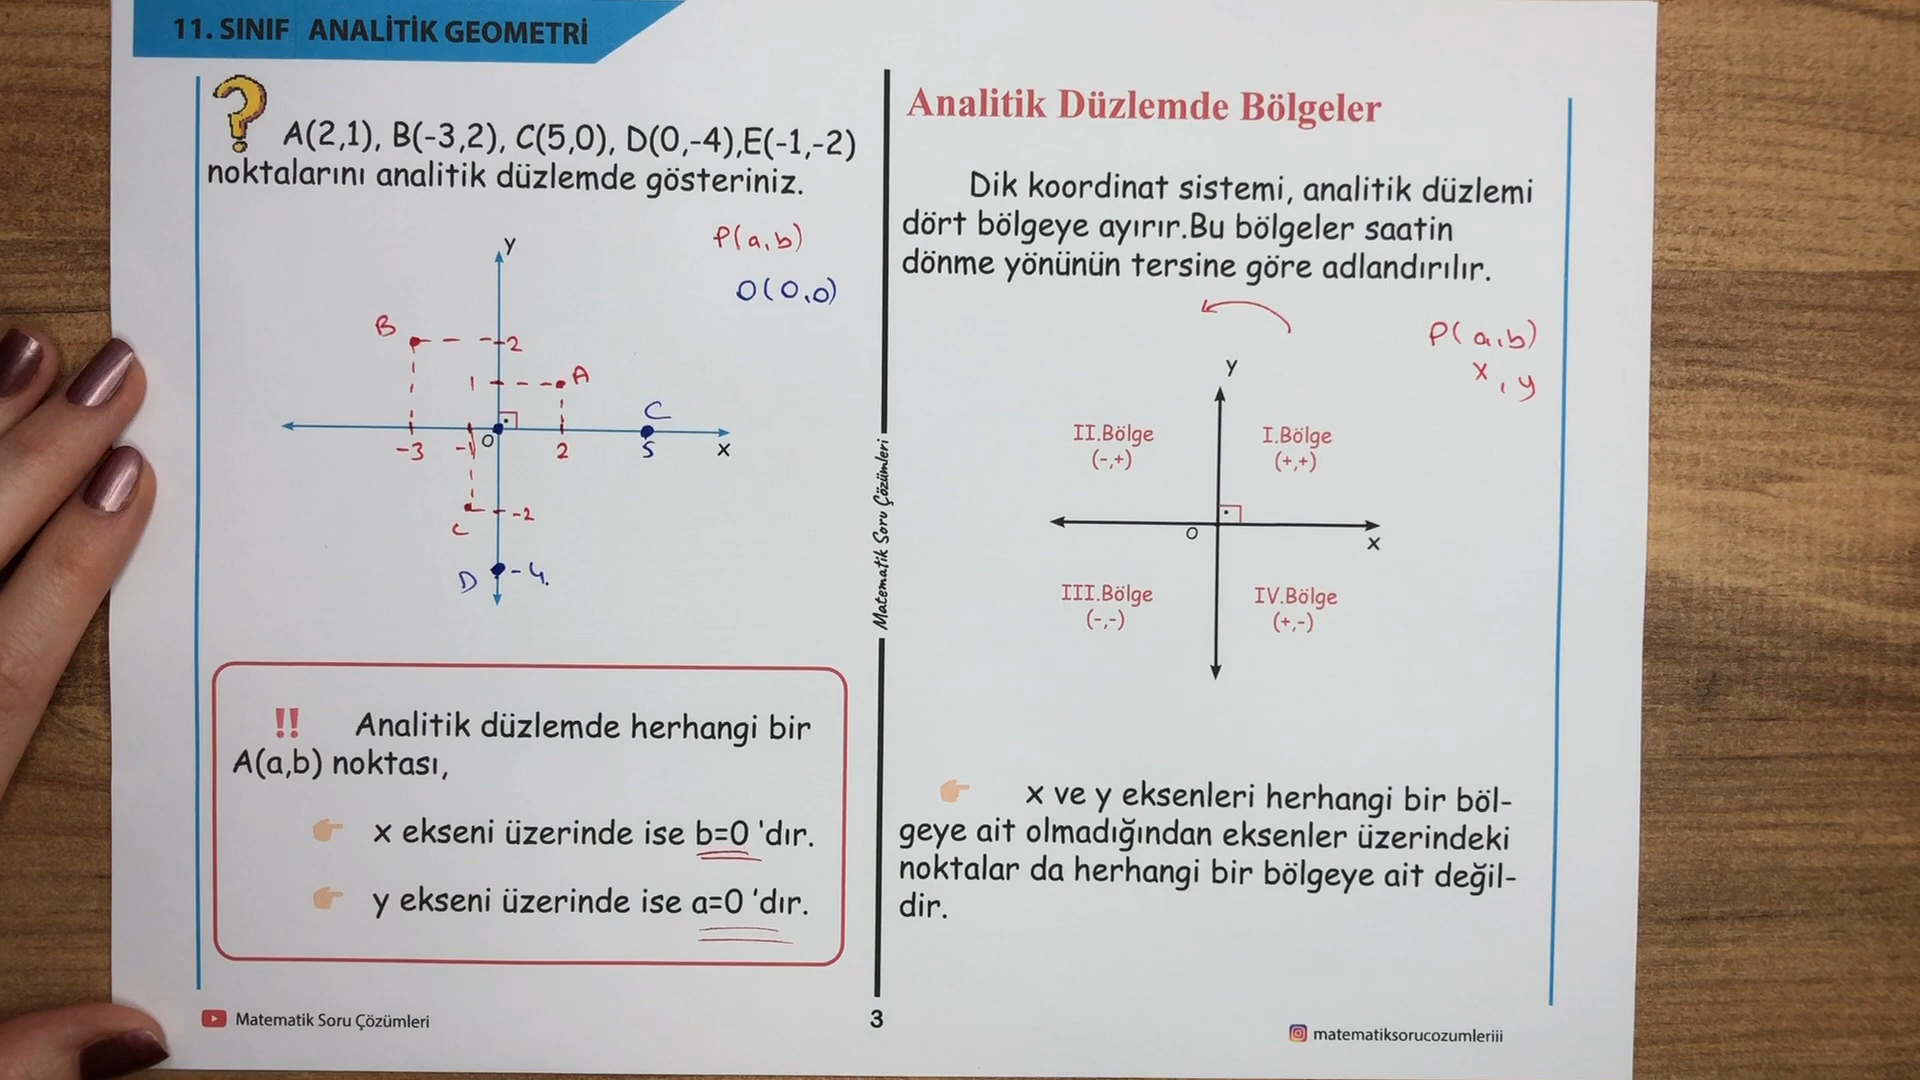 11. SINIF ANALİTİK GEOMETRİ
A(2,1), B(-3,2), C(5,0), D(0,-4),E(-1,-2)
noktalarını analitik düzlemde gösteriniz.
P(a,b)
O(0,0)
y
B
2
1
A
C
-3
-1
O
2
5
x
-2
C
D
-4.
!! Analitik düzlemde herhangi bir
A(a,b) noktası,
x ekseni üzerinde ise b=0 'dır.
y ekseni üzerinde ise a=0 'dır.
Matematik Soru Çözümleri
Matematik Soru Çözümleri
3
Analitik Düzlemde Bölgeler
Dik koordinat sistemi, analitik düzlemi
dört bölgeye ayırır.Bu bölgeler saatin
dönme yönünün tersine göre adlandırılır.
P(a,b)
x,y
y
II.Bölge
(-,+)
I.Bölge
(+,+)
O
x
III.Bölge
(-,-)
IV.Bölge
(+,-)
x ve y eksenleri herhangi bir böl-
geye ait olmadığından eksenler üzerindeki
noktalar da herhangi bir bölgeye ait değil-
dir.
matematiksorucozumleriii